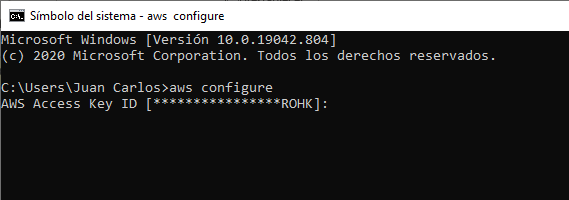 Símbolo del sistema - aws configure
Microsoft Windows [Versión 10.0.19042.804]
(c) 2020 Microsoft Corporation. Todos los derechos reservados.
C:\Users\Juan Carlos>aws configure
AWS Access Key ID [****************ROHK]: